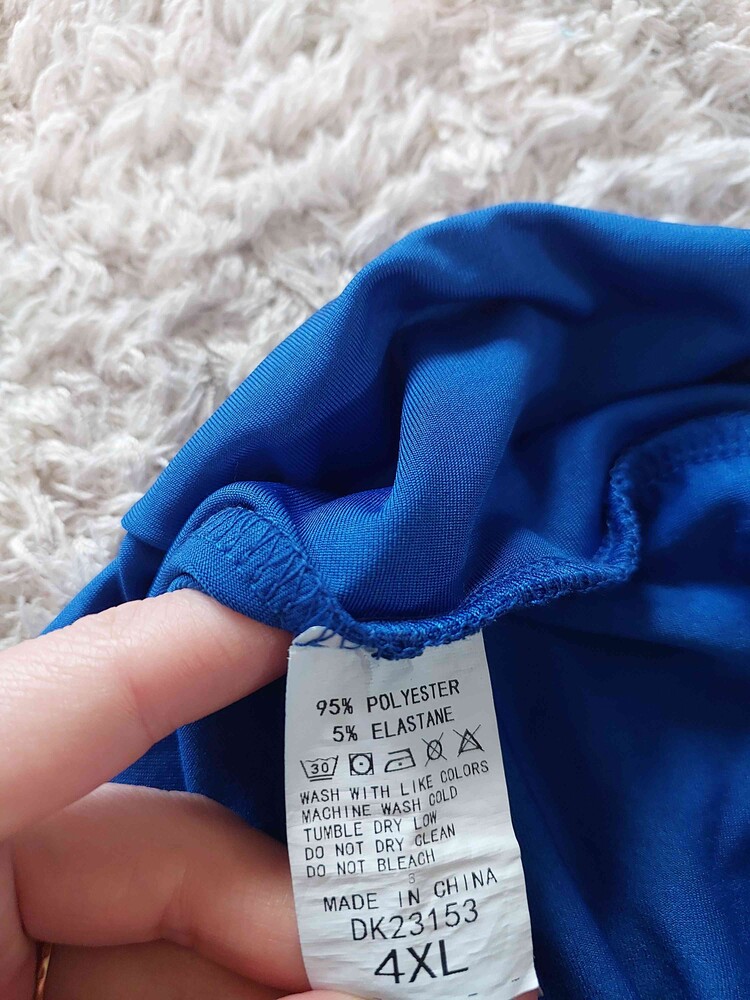 95% POLYESTER
5% ELASTANE
30
WASH WITH LIKE COLORS
MACHINE WASH COLD
TUMBLE DRY LOW
DO NOT DRY CLEAN
DO NOT BLEACH
MADE IN CHINA
DK23153
4XL